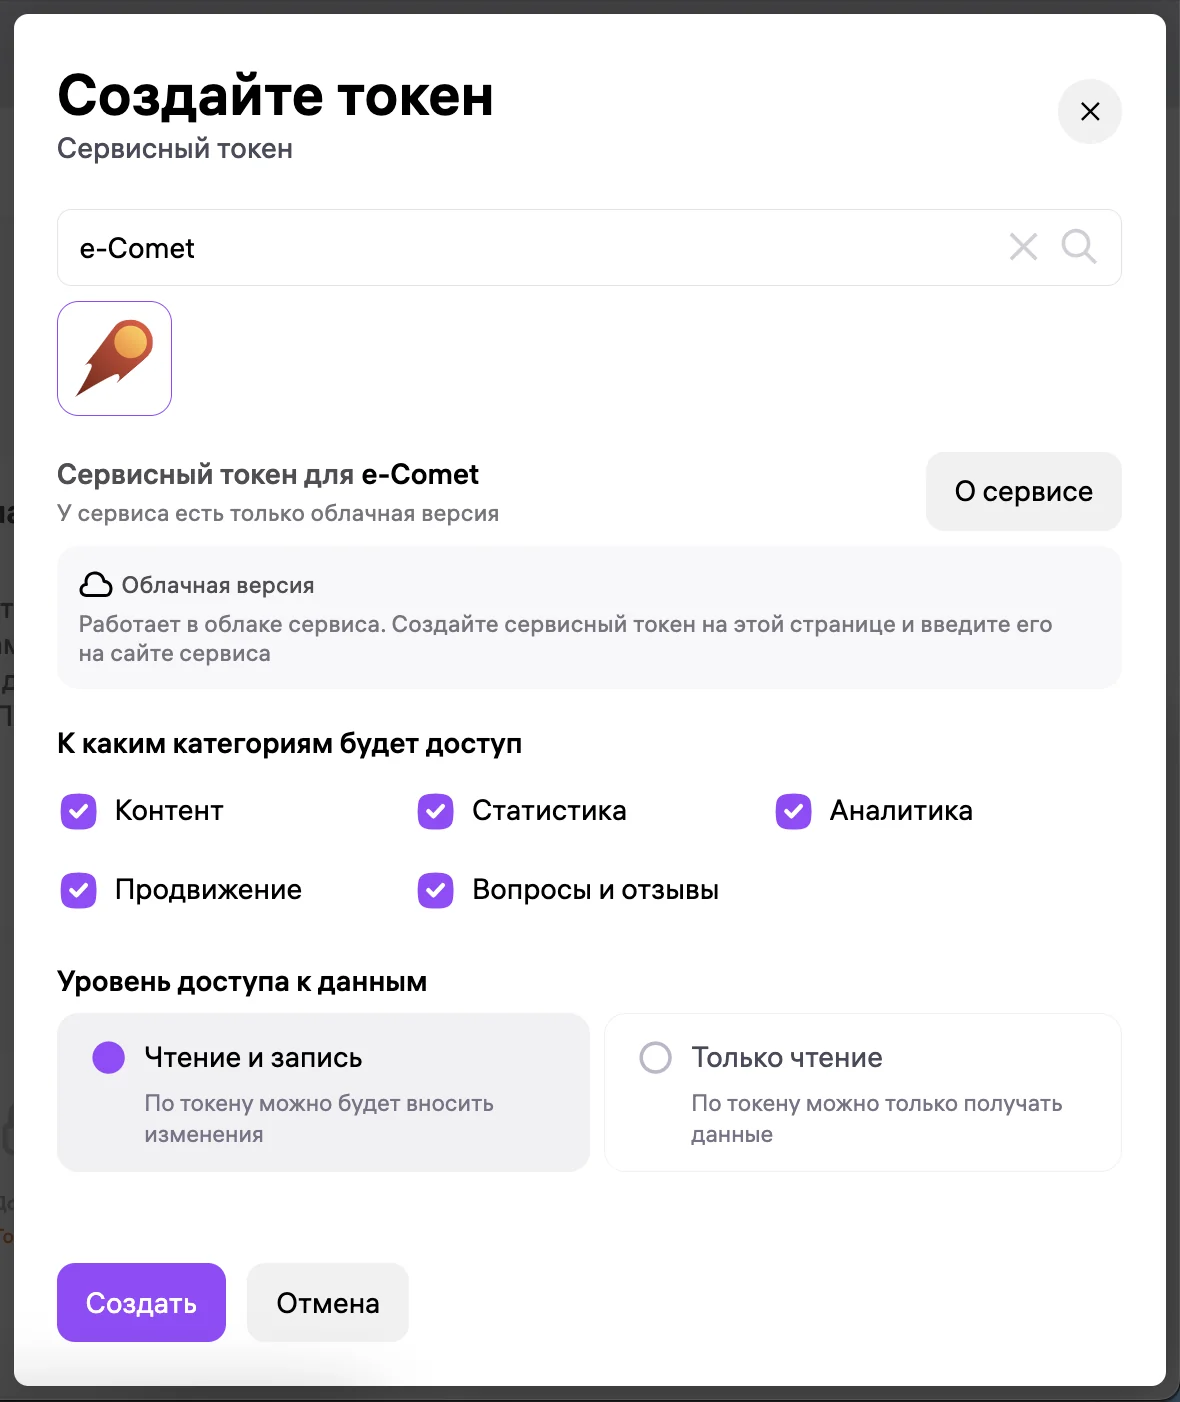 Создайте токен
Сервисный токен
e-Comet
Сервисный токен для e-Comet
У сервиса есть только облачная версия
О сервисе
Облачная версия
Работает в облаке сервиса. Создайте сервисный токен на этой странице и введите его
на сайте сервиса
К каким категориям будет доступ
Контент
Статистика
Аналитика
Продвижение
Вопросы и отзывы
Уровень доступа к данным
Чтение и запись
По токену можно будет вносить
изменения
Только чтение
По токену можно только получать
данные
Создать
Отмена